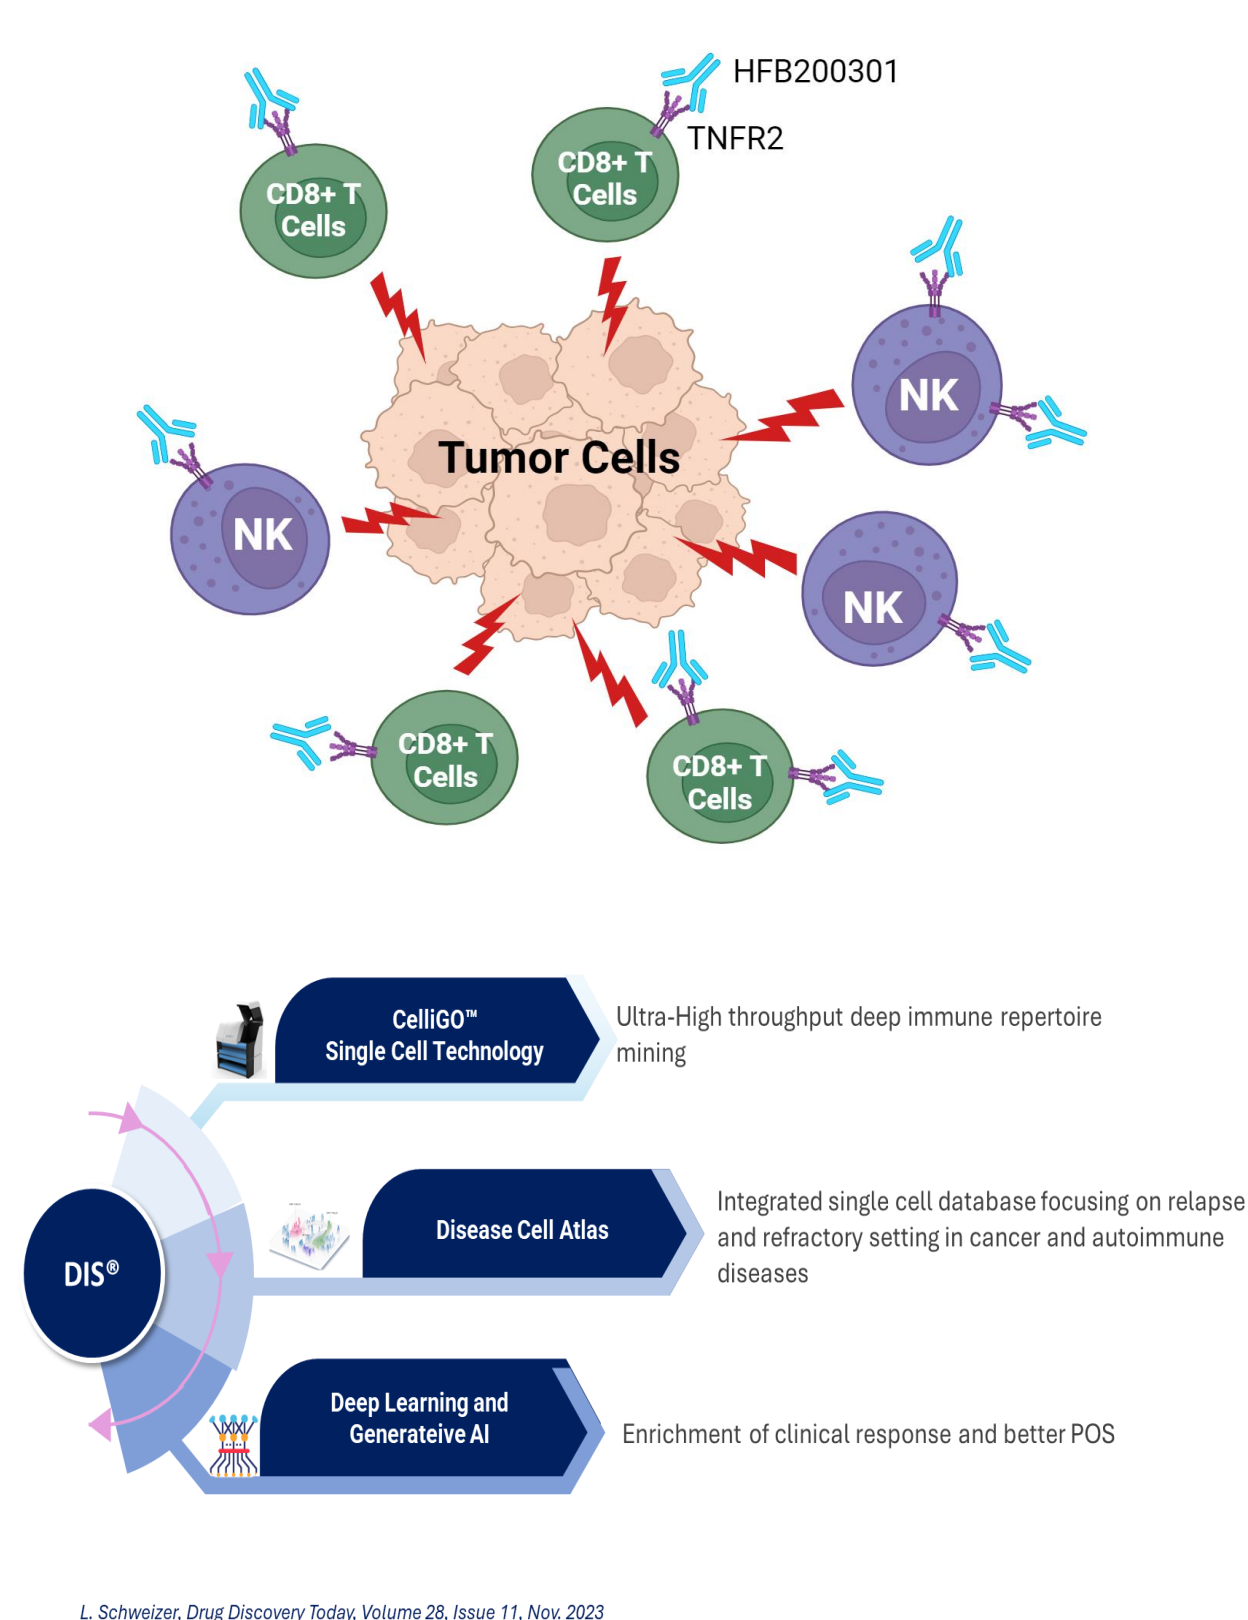 HFB200301
TNFR2
CD8+ T
Cells
CD8+ T
Cells
NK
Tumor Cells
NK
NK
CD8+ T
Cells
CD8+ T
Cells
CelliGO™
Single Cell Technology
Ultra-High throughput deep immune repertoire
mining
DIS®
Disease Cell Atlas
Integrated single cell database focusing on relapse
and refractory setting in cancer and autoimmune
diseases
Deep Learning and
Generateive AI
Enrichment of clinical response and better POS
L. Schweizer, Drug Discovery Today, Volume 28, Issue 11, Nov. 2023